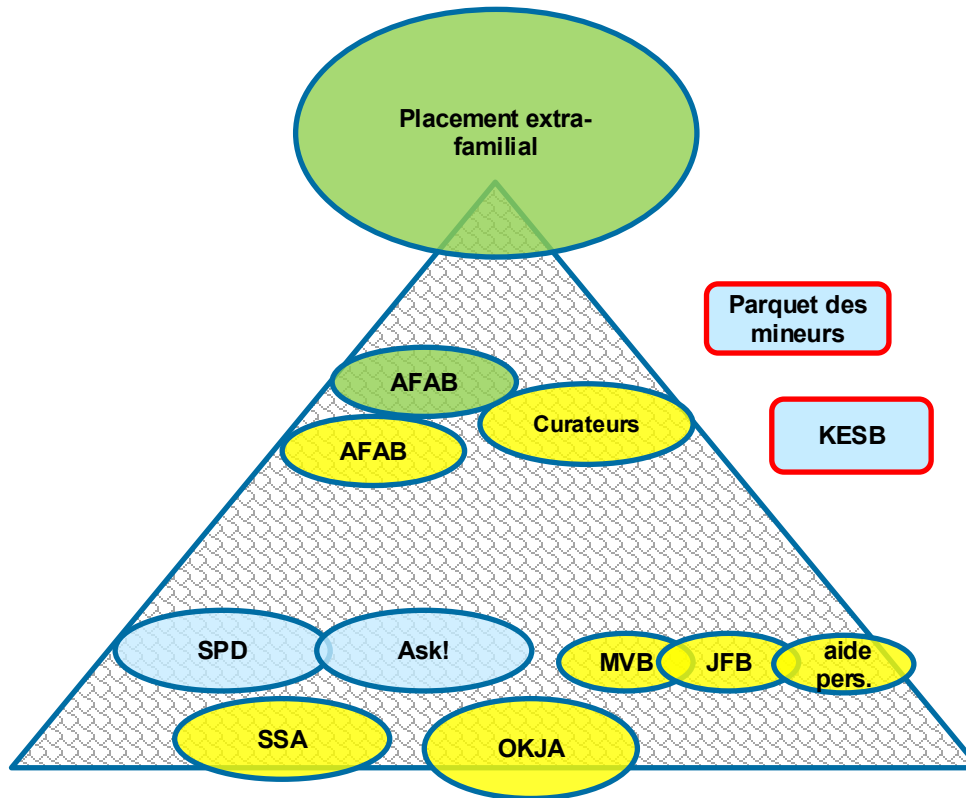 Placement extra-
familial
Parquet des
mineurs
AFAB
Curateurs
KESB
AFAB
SPD
Ask!
MVB
JFB
aide
pers.
SSA
OKJA